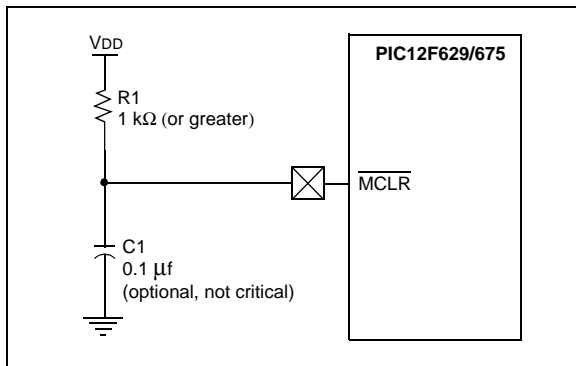 VDD
PIC12F629/675
R1
1 kΩ (or greater)
MCLR
C1
0.1 μf
(optional, not critical)